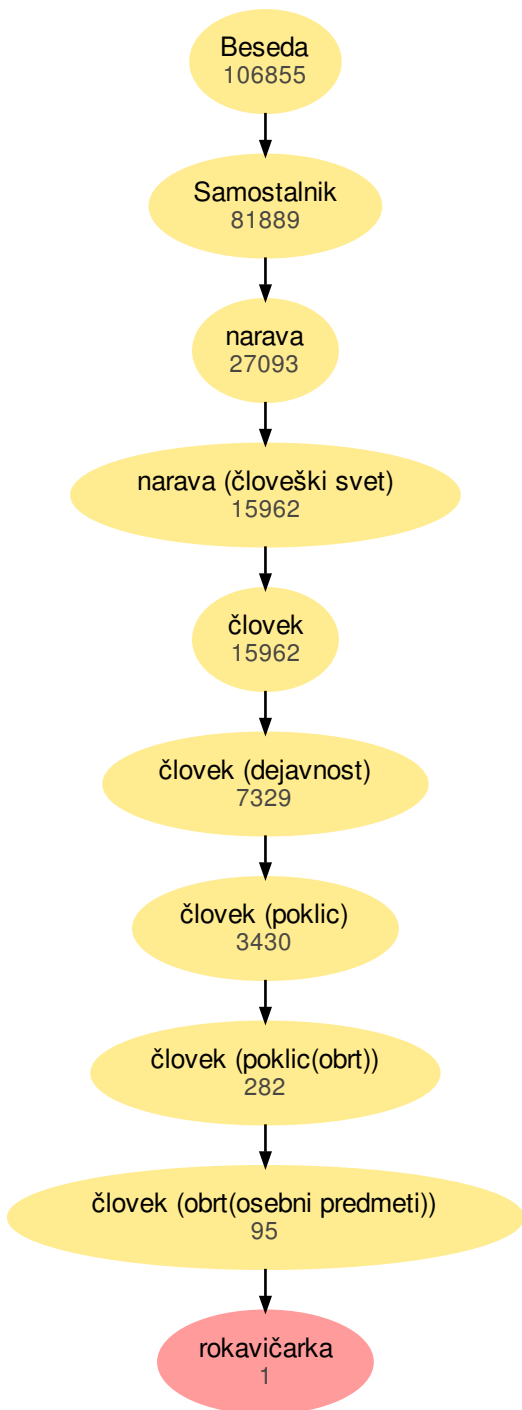 Beseda
106855
Samostalnik
81889
narava
27093
narava (človeški svet)
15962
človek
15962
človek (dejavnost)
7329
človek (poklic)
3430
človek (poklic(obrt))
282
človek (obrt(osebni predmeti))
95
rokavičarka
1